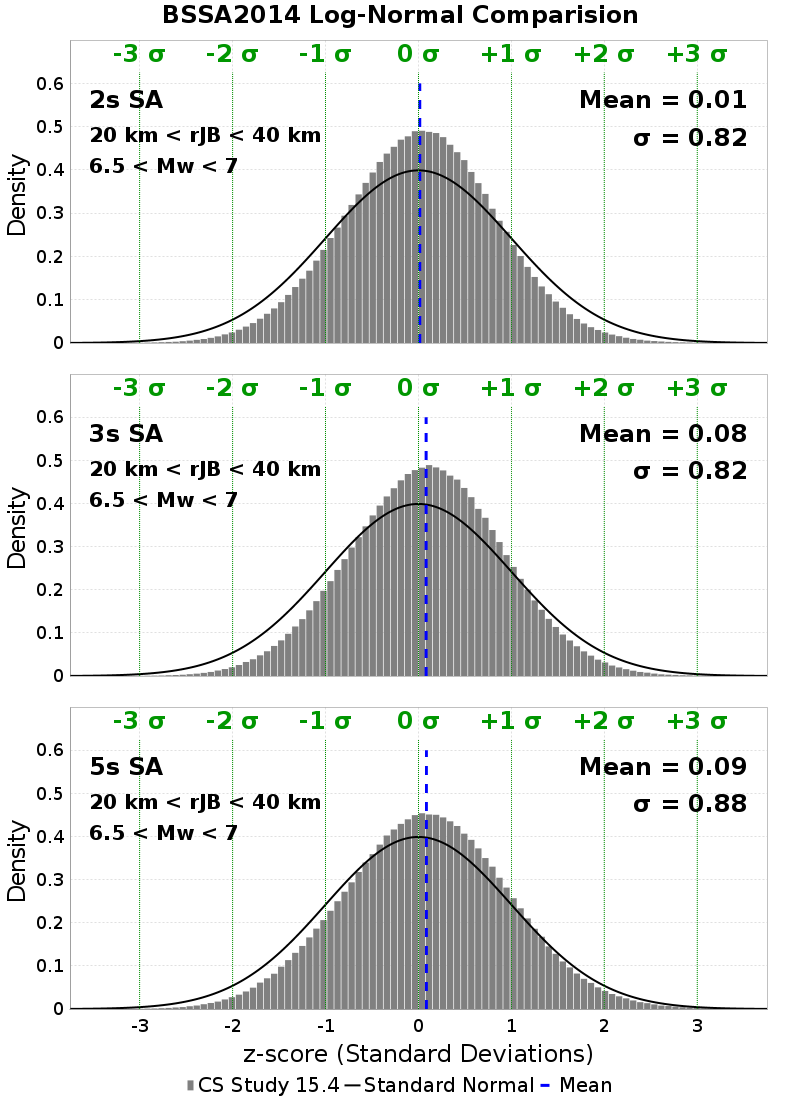 BSSA2014 Log-Normal Comparision
-3 σ -2 σ -1 σ 0 σ +1 σ +2 σ +3 σ
2s SA
20 km < rJB < 40 km
6.5 < Mw < 7
Mean = 0.01
σ = 0.82
0.6
0.5
0.4
0.3
0.2
0.1
0
Density
-3 σ -2 σ -1 σ 0 σ +1 σ +2 σ +3 σ
3s SA
20 km < rJB < 40 km
6.5 < Mw < 7
Mean = 0.08
σ = 0.82
0.6
0.5
0.4
0.3
0.2
0.1
0
Density
-3 σ -2 σ -1 σ 0 σ +1 σ +2 σ +3 σ
5s SA
20 km < rJB < 40 km
6.5 < Mw < 7
Mean = 0.09
σ = 0.88
0.6
0.5
0.4
0.3
0.2
0.1
0
Density
-3 -2 -1 0 1 2 3
z-score (Standard Deviations)
CS Study 15.4 Standard Normal Mean